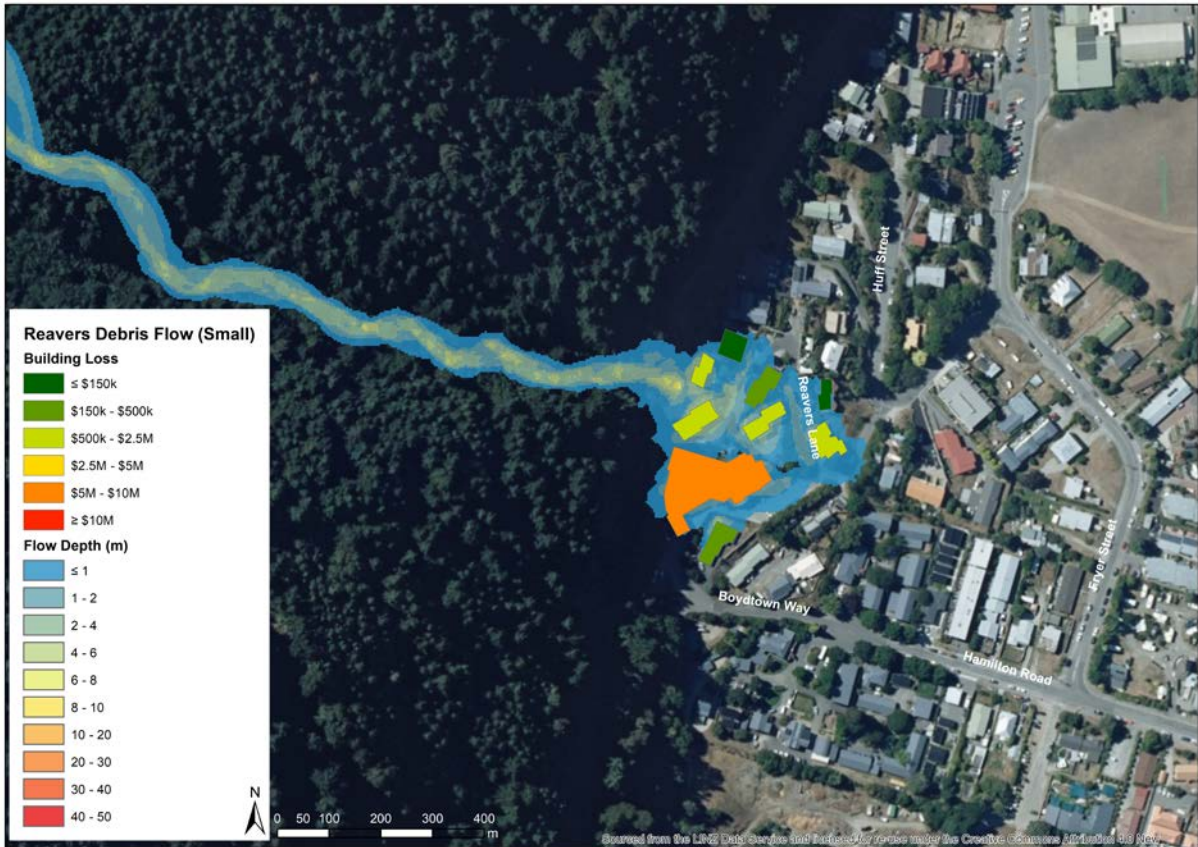 Huff Street
Reavers Lane
Fryer Street
Boydtown Way
Hamilton Road
Reavers Debris Flow (Small)
Building Loss
≤ $150k
$150k - $500k
$500k - $2.5M
$2.5M - $5M
$5M - $10M
≥ $10M
Flow Depth (m)
≤ 1
1 - 2
2 - 4
4 - 6
6 - 8
8 - 10
10 - 20
20 - 30
30 - 40
40 - 50
N
0 50 100 200 300 400
m
Sourced from the LINZ Data Service and licensed for re-use under the Creative Commons Attribution 4.0 New